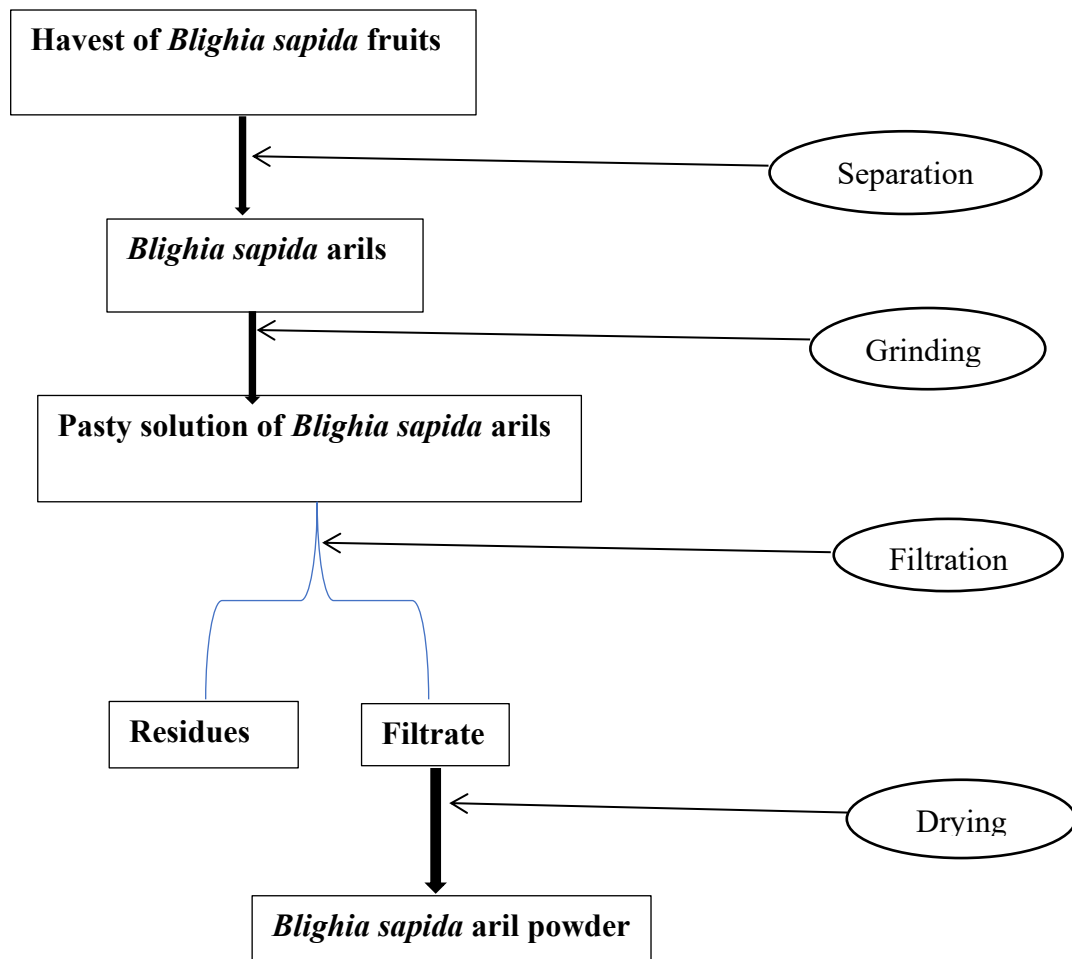 Havest of Blighia sapida fruits
Separation
Blighia sapida arils
Grinding
Pasty solution of Blighia sapida arils
Filtration
Residues
Filtrate
Drying
Blighia sapida aril powder